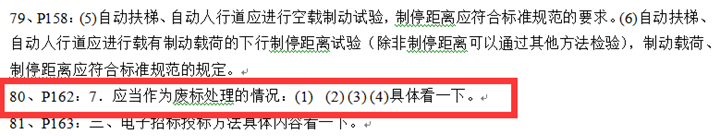 79、P158：(5)自动扶梯、自动人行道应进行空载制动试验，制停距离应符合标准规范的要求。(6)自动扶梯、
自动人行道应进行载有制动载荷的下行制停距离试验（除非制停距离可以通过其他方法检验），制动载荷、
制停距离应符合标准规范的规定。
80、P162：7．应当作为废标处理的情况：(1) (2)(3)(4)具体看一下。
81、P163：三、电子招标投标方法具体内容看一下。